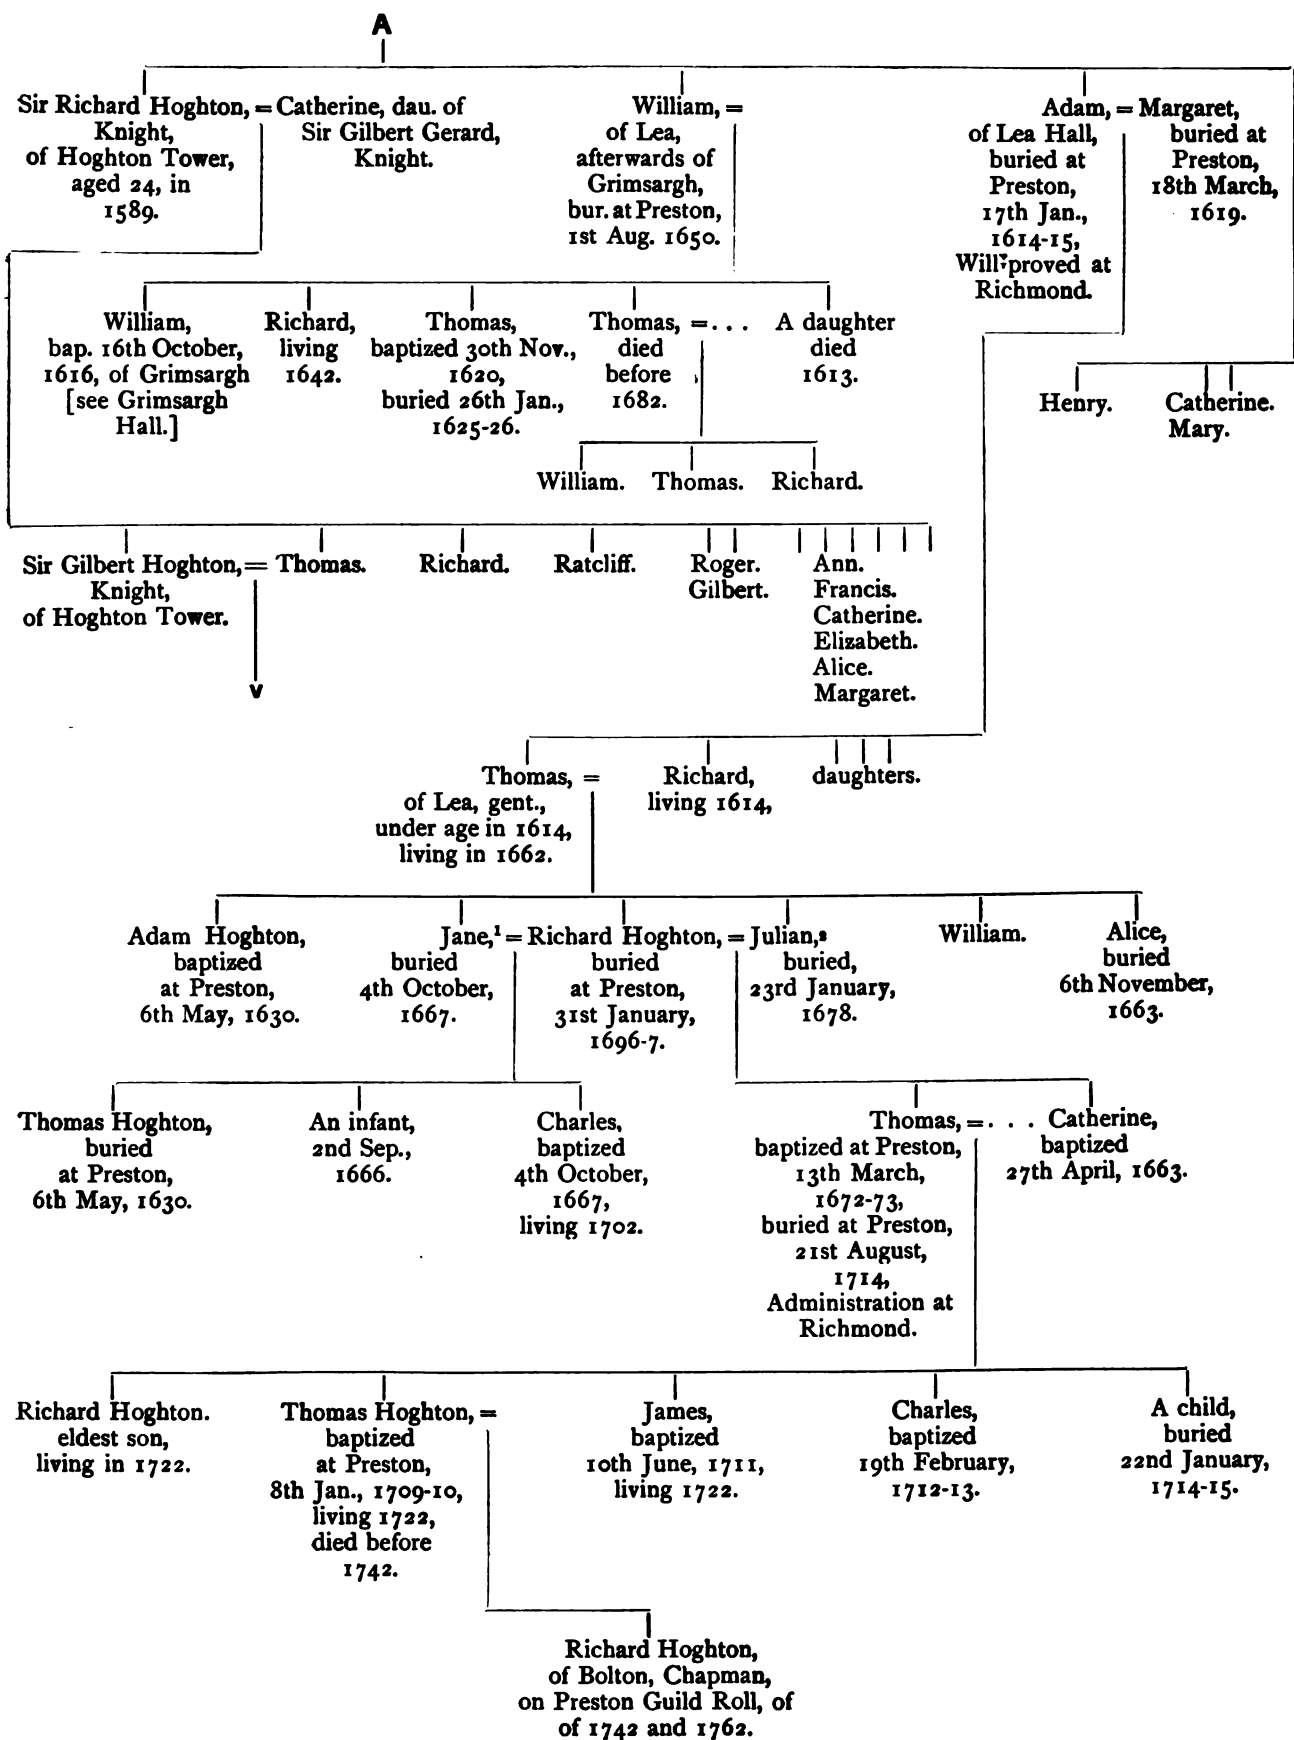 A
Sir Richard Hoghton, = Catherine, dau. of
Knight,
of Hoghton Tower,
aged 24, in
1589.
Sir Gilbert Gerard,
Knight.
William, =
of Lea,
afterwards of
Grimsargh,
bur. at Preston,
1st Aug. 1650.
Adam, = Margaret,
of Lea Hall,
buried at
Preston,
17th Jan.,
1614-15,
Will proved at
Richmond.
buried at
Preston,
18th March,
1619.
William,
bap. 16th October,
1616, of Grimsargh
[see Grimsargh
Hall.]
Richard,
living
1642.
Thomas,
baptized 30th Nov.,
1620,
buried 26th Jan.,
1625-26.
Thomas, = . . .
died
before
1682.
A daughter
died
1613.
Henry.
Catherine.
Mary.
William.
Thomas.
Richard.
Sir Gilbert Hoghton, =
Knight,
of Hoghton Tower.
Thomas.
Richard.
Ratcliff.
Roger.
Gilbert.
Ann.
Francis.
Catherine.
Elizabeth.
Alice.
Margaret.
v
Thomas, =
of Lea, gent.,
under age in 1614,
living in 1662.
Richard,
living 1614,
daughters.
Adam Hoghton,
baptized
at Preston,
6th May, 1630.
Jane,¹ = Richard Hoghton, = Julian,²
buried
4th October,
1667.
buried
at Preston,
31st January,
1696-7.
buried,
23rd January,
1678.
William.
Alice,
buried
6th November,
1663.
Thomas Hoghton,
buried
at Preston,
6th May, 1630.
An infant,
2nd Sep.,
1666.
Charles,
baptized
4th October,
1667,
living 1702.
Thomas, = . . .
baptized at Preston,
13th March,
1672-73,
buried at Preston,
21st August,
1714,
Administration at
Richmond.
Catherine,
baptized
27th April, 1663.
Richard Hoghton.
eldest son,
living in 1722.
Thomas Hoghton, =
baptized
at Preston,
8th Jan., 1709-10,
living 1722,
died before
1742.
James,
baptized
10th June, 1711,
living 1722.
Charles,
baptized
19th February,
1712-13.
A child,
buried
22nd January,
1714-15.
Richard Hoghton,
of Bolton, Chapman,
on Preston Guild Roll, of
of 1742 and 1762.